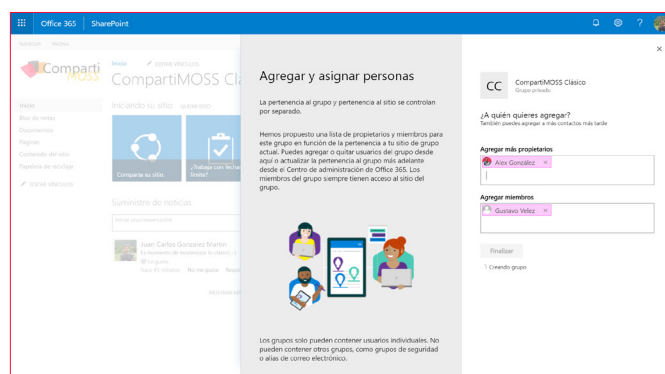 Office 365 SharePoint
Inicio EDITAR VÍNCULOS
Comparti
MOSS
CompartiMOSS Clá
Inicio
Bloc de notas
Documentos
Páginas
Contenido del sitio
Papelera de reciclaje
EDITAR VÍNCULOS
Iniciando su sitio
Comparta su sitio.
¿Trabaja con fecha
límite?
Suministro de noticias
Iniciar una conversación
Juan Carlos González Martín
Agregar y asignar personas
La pertenencia al grupo y pertenencia al sitio se controlan
por separado.
Hemos propuesto una lista de propietarios y miembros para
este grupo en función de la pertenencia a tu sitio de grupo
actual. Puedes agregar o quitar usuarios del grupo desde
aquí o actualizar la pertenencia al grupo más adelante
desde el Centro de administración de Office 365. Los
miembros del grupo siempre tienen acceso al sitio del
grupo.
Los grupos solo pueden contener usuarios individuales. No
pueden contener otros grupos, como grupos de seguridad
o alias de correo electrónico.
CC
CompartiMOSS Clásico
Grupo privado
¿A quién quieres agregar?
También puedes agregar a más contactos más tarde
Agregar más propietarios
Alex González ×
Agregar miembros
Gustavo Velez ×
Finalizar
Creando grupo